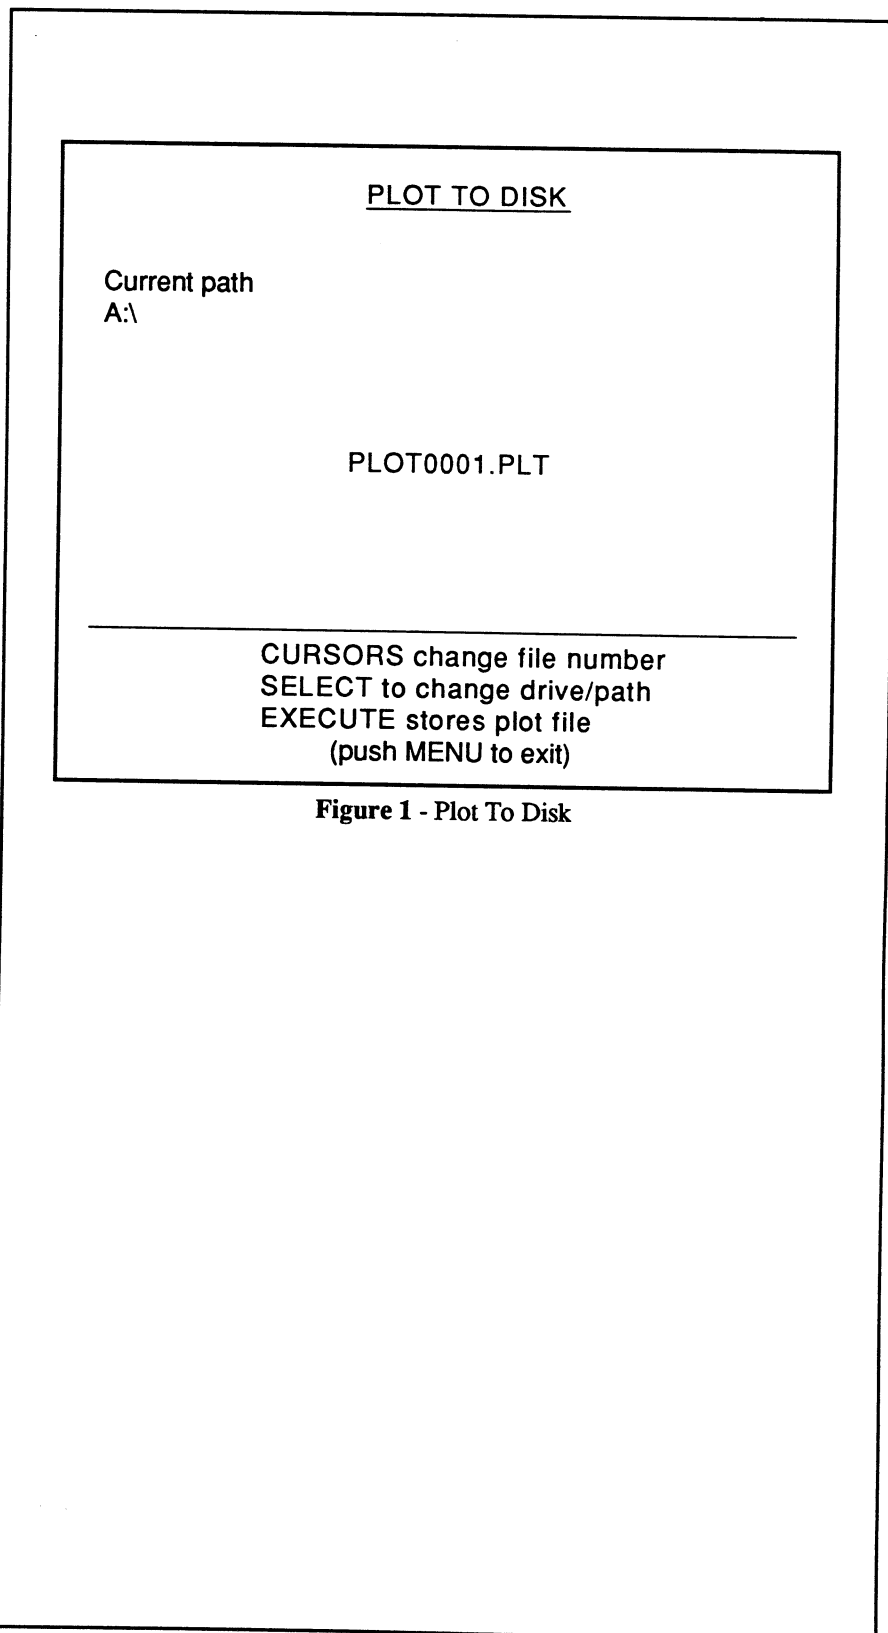 PLOT TO DISK
Current path
A:\
PLOT0001.PLT
CURSORS change file number
SELECT to change drive/path
EXECUTE stores plot file
(push MENU to exit)
Figure 1 - Plot To Disk